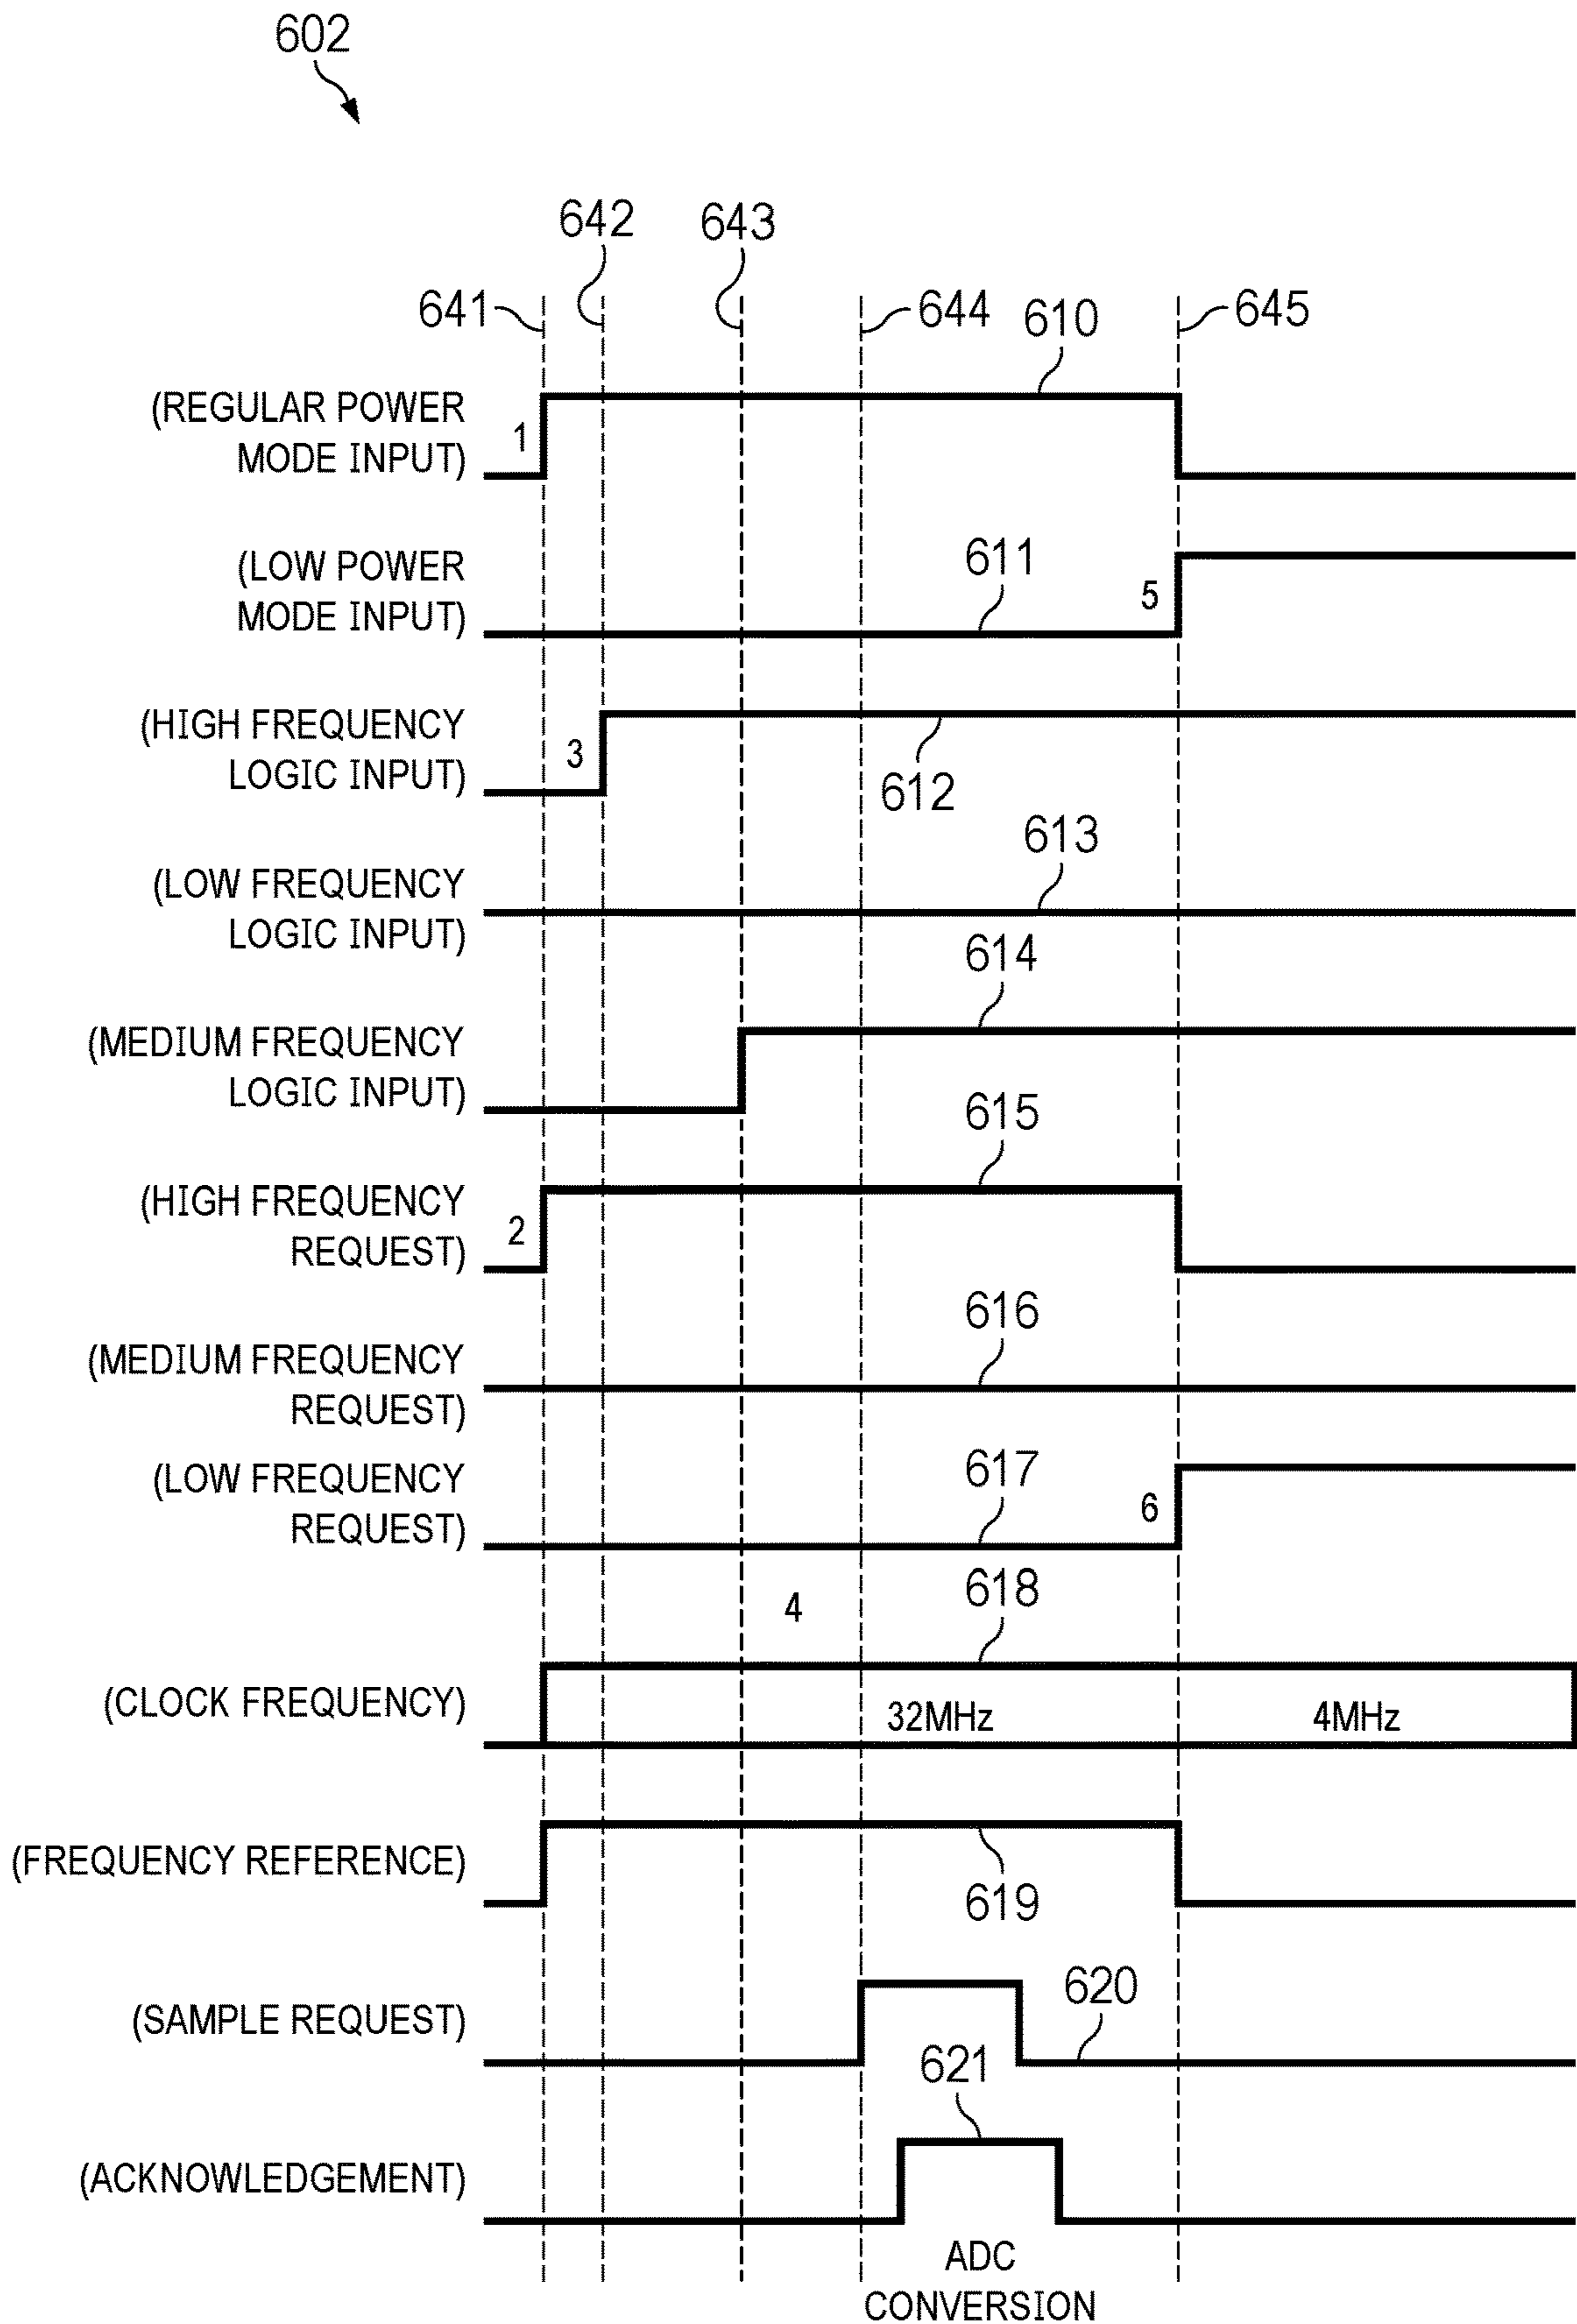 602
642
643
641
644
610
645
(REGULAR POWER
MODE INPUT)
1
(LOW POWER
MODE INPUT)
611
5
(HIGH FREQUENCY
LOGIC INPUT)
3
612
613
(LOW FREQUENCY
LOGIC INPUT)
614
(MEDIUM FREQUENCY
LOGIC INPUT)
615
(HIGH FREQUENCY
REQUEST)
2
616
(MEDIUM FREQUENCY
REQUEST)
617
(LOW FREQUENCY
REQUEST)
6
4
618
(CLOCK FREQUENCY)
32MHz
4MHz
(FREQUENCY REFERENCE)
619
(SAMPLE REQUEST)
620
621
(ACKNOWLEDGEMENT)
ADC
CONVERSION